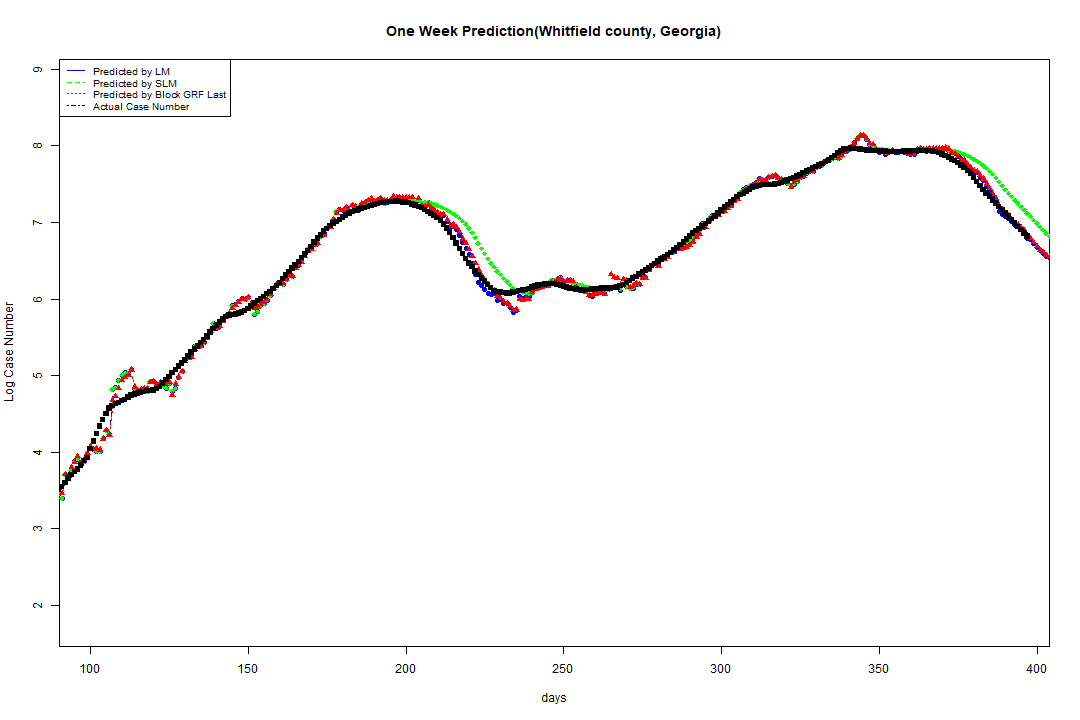 One Week Prediction(Whitfield county, Georgia)
Predicted by LM
Predicted by SLM
Predicted by Block GRF Last
Actual Case Number
Log Case Number
9
8
7
6
5
4
3
2
100 150 200 250 300 350 400
days